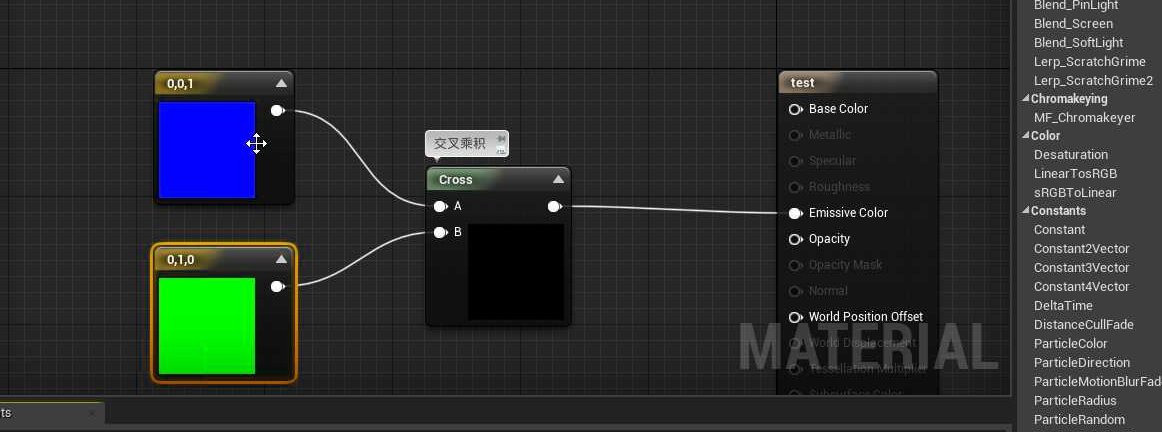 0,0,1
0,1,0
交叉乘积
Cross
A
B
test
Base Color
Metallic
Specular
Roughness
Emissive Color
Opacity
Opacity Mask
Normal
World Position Offset
World Displacement
Tessellation Multiplier
Subsurface Color
MATERIAL
Blend_PinLight
Blend_Screen
Blend_SoftLight
Lerp_ScratchGrime
Lerp_ScratchGrime2
Chromakeying
MF_Chromakeyer
Color
Desaturation
LinearTosRGB
sRGBToLinear
Constants
Constant
Constant2Vector
Constant3Vector
Constant4Vector
DeltaTime
DistanceCullFade
ParticleColor
ParticleDirection
ParticleMotionBlurFad
ParticleRadius
ParticleRandom
ts